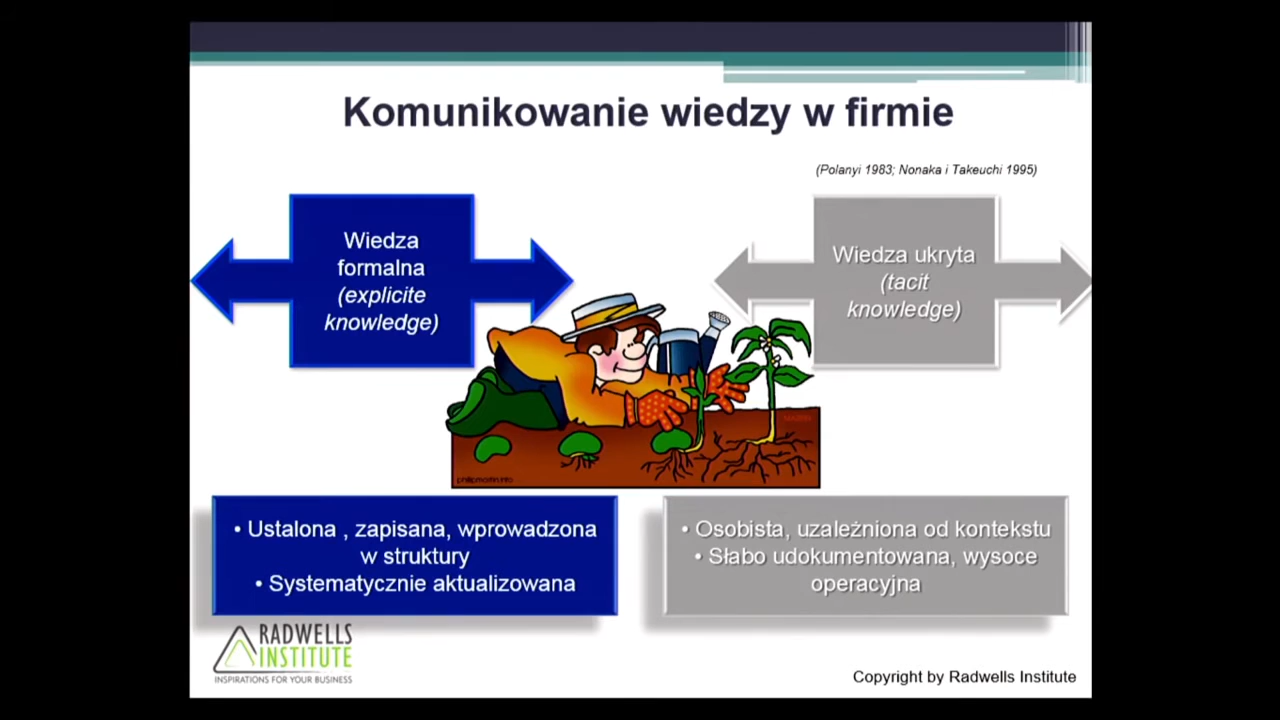 Komunikowanie wiedzy w firmie
(Polanyi 1983; Nonaka i Takeuchi 1995)
Wiedza
formalna
(explicite
knowledge)
Wiedza ukryta
(tacit
knowledge)
philipmartin.info
• Ustalona , zapisana, wprowadzona
w struktury
• Systematycznie aktualizowana
• Osobista, uzależniona od kontekstu
• Słabo udokumentowana, wysoce
operacyjna
RADWELLS
INSTITUTE
INSPIRATIONS FOR YOUR BUSINESS
Copyright by Radwells Institute